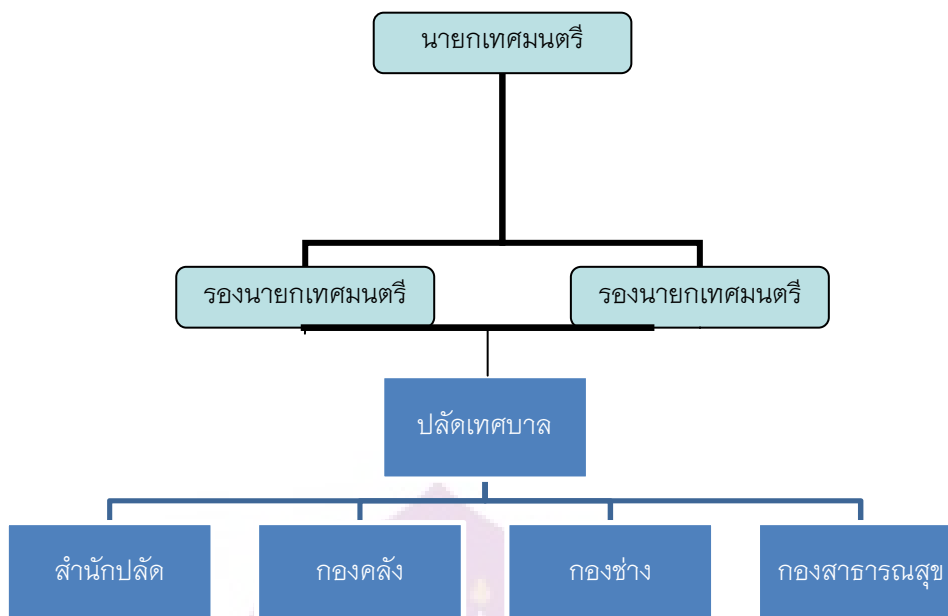 นายกเทศมนตรี
รองนายกเทศมนตรี
รองนายกเทศมนตรี
ปลัดเทศบาล
สำนักปลัด
กองคลัง
กองช่าง
กองสาธารณสุข